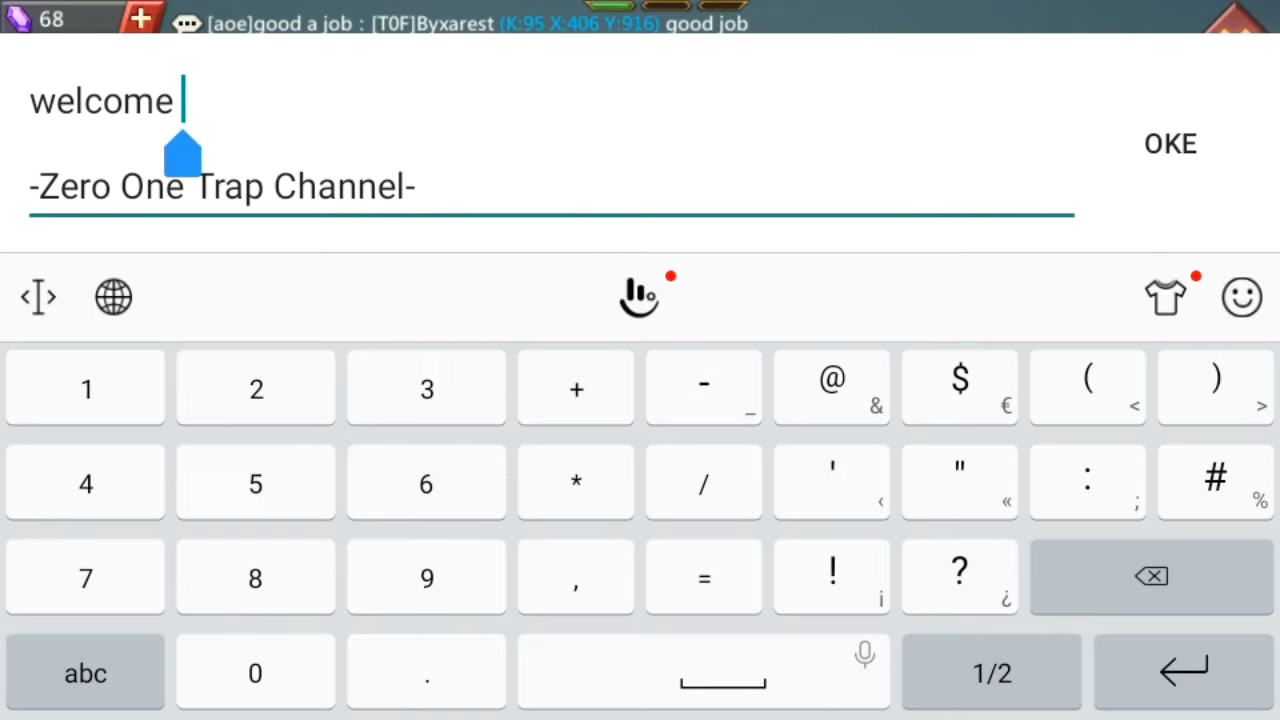 68 + [aoe]good a job : [T0F]Byxarest (K:95 X:406 Y:916) good job
welcome
OKE
-Zero One Trap Channel-
1 2 3 + - _ @ & $ € ( < ) >
4 5 6 * / ' ‹ " « : ; # %
7 8 9 , = ! ¡ ? ¿
abc 0 . 1/2